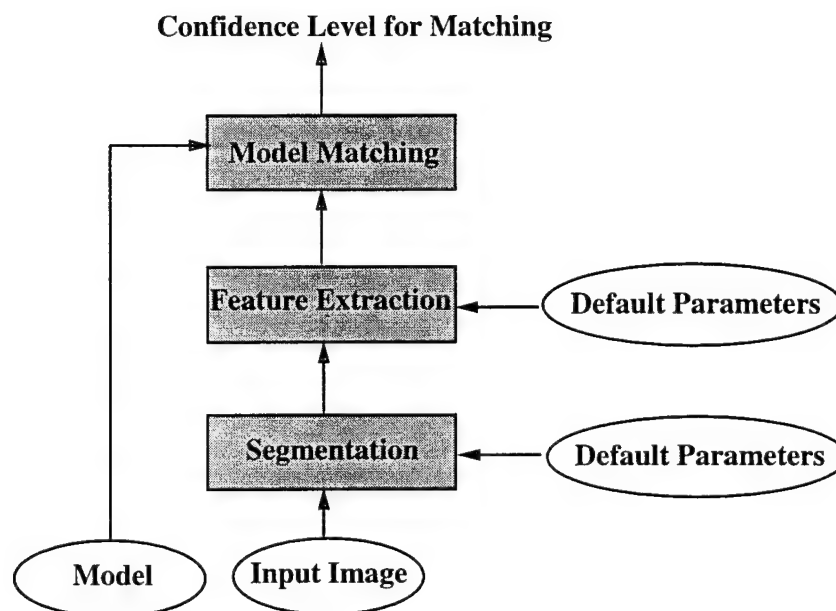 Confidence Level for Matching
Model Matching
Feature Extraction
Default Parameters
Segmentation
Default Parameters
Model
Input Image